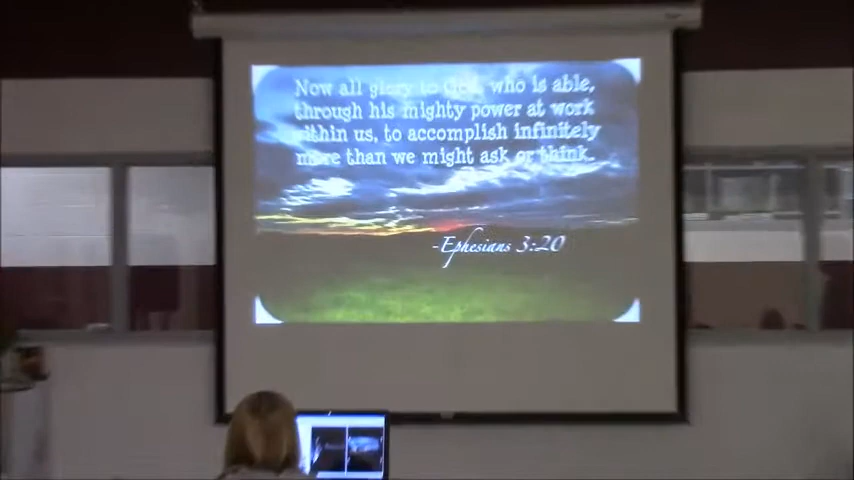 Now all glory to God, who is able,
through his mighty power at work
within us, to accomplish infinitely
more than we might ask or think.
-Ephesians 3:20